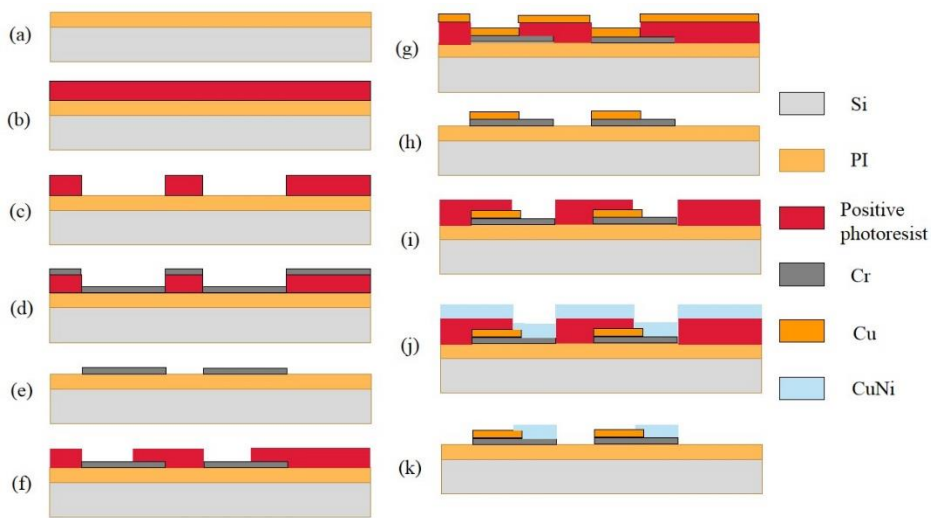 (a)
(b)
(c)
(d)
(e)
(f)
(g)
(h)
(i)
(j)
(k)
Si
PI
Positive
photoresist
Cr
Cu
CuNi